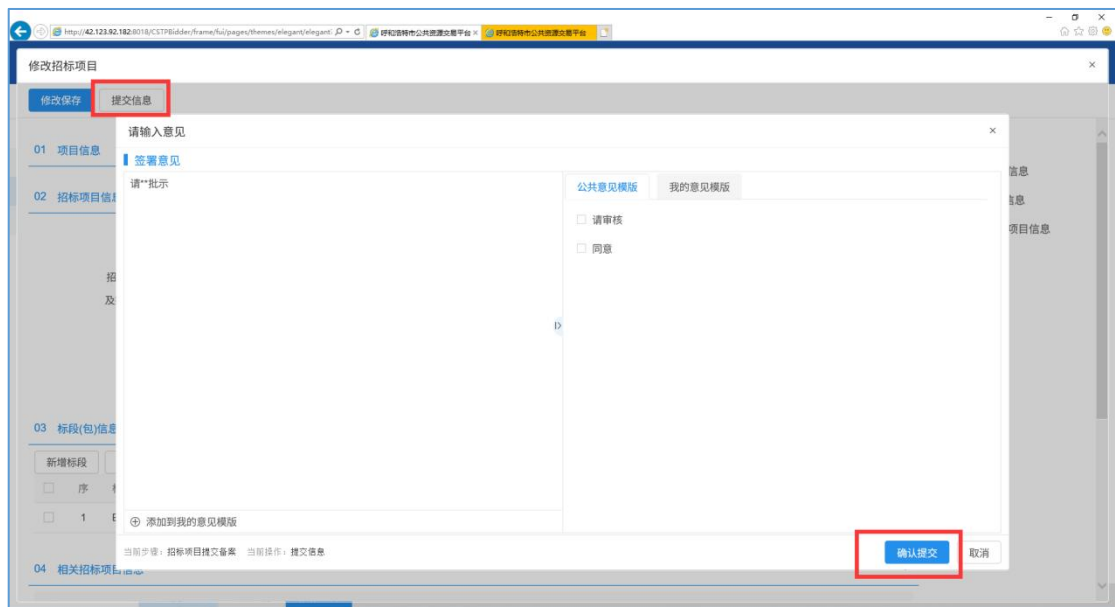 http://42.123.92.182:8018/CSTPBidder/frame/fui/pages/themes/elegant/elegant
呼和浩特市公共资源交易平台
呼和浩特市公共资源交易平台
修改招标项目
修改保存 提交信息
请输入意见
01 项目信息
签署意见
请**批示
公共意见模版 我的意见模版
信息
02 招标项目信息
信息
请审核
项目信息
同意
招
及
03 标段(包)信息
新增标段
序
1
添加到我的意见模版
当前步骤：招标项目提交备案 当前操作：提交信息
确认提交 取消
04 相关招标项目信息